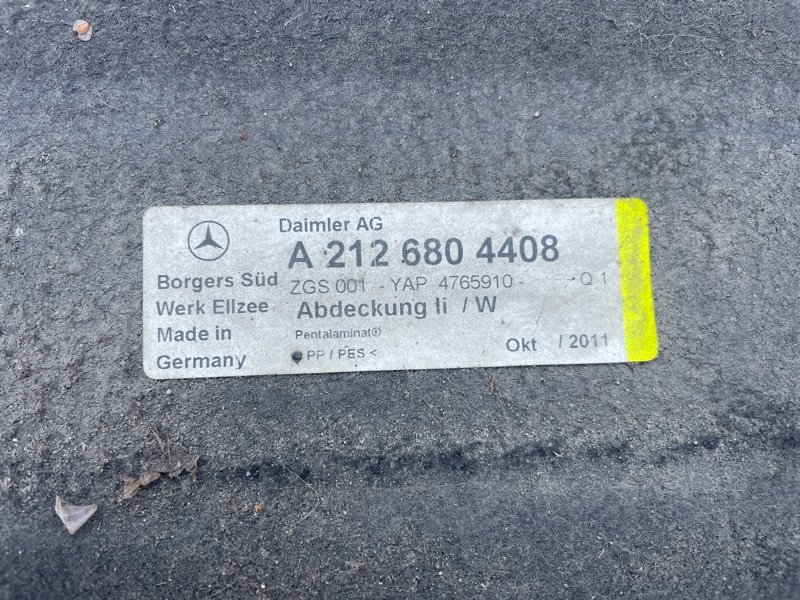 Daimler AG
A 212 680 4408
Borgers Süd
ZGS 001 - YAP 4765910 - Q 1
Werk Ellzee
Abdeckung li / W
Made in
Germany
Pentalaminat®
PP / PES <
Okt / 2011